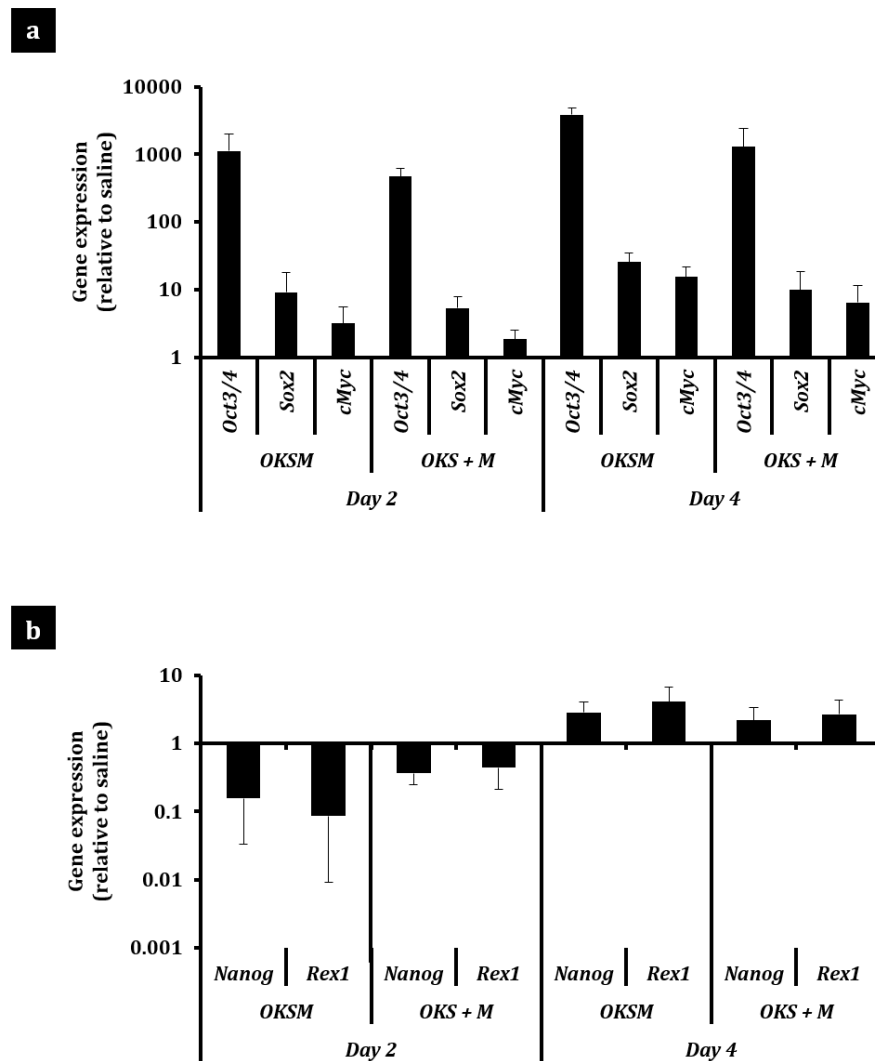 a
Gene expression
(relative to saline)
10000
1000
100
10
1
Oct3/4 Sox2 cMyc Oct3/4 Sox2 cMyc Oct3/4 Sox2 cMyc Oct3/4 Sox2 cMyc
OKSM OKS + M OKSM OKS + M
Day 2 Day 4
b
Gene expression
(relative to saline)
10
1
0.1
0.01
0.001
Nanog Rex1 Nanog Rex1 Nanog Rex1 Nanog Rex1
OKSM OKS + M OKSM OKS + M
Day 2 Day 4